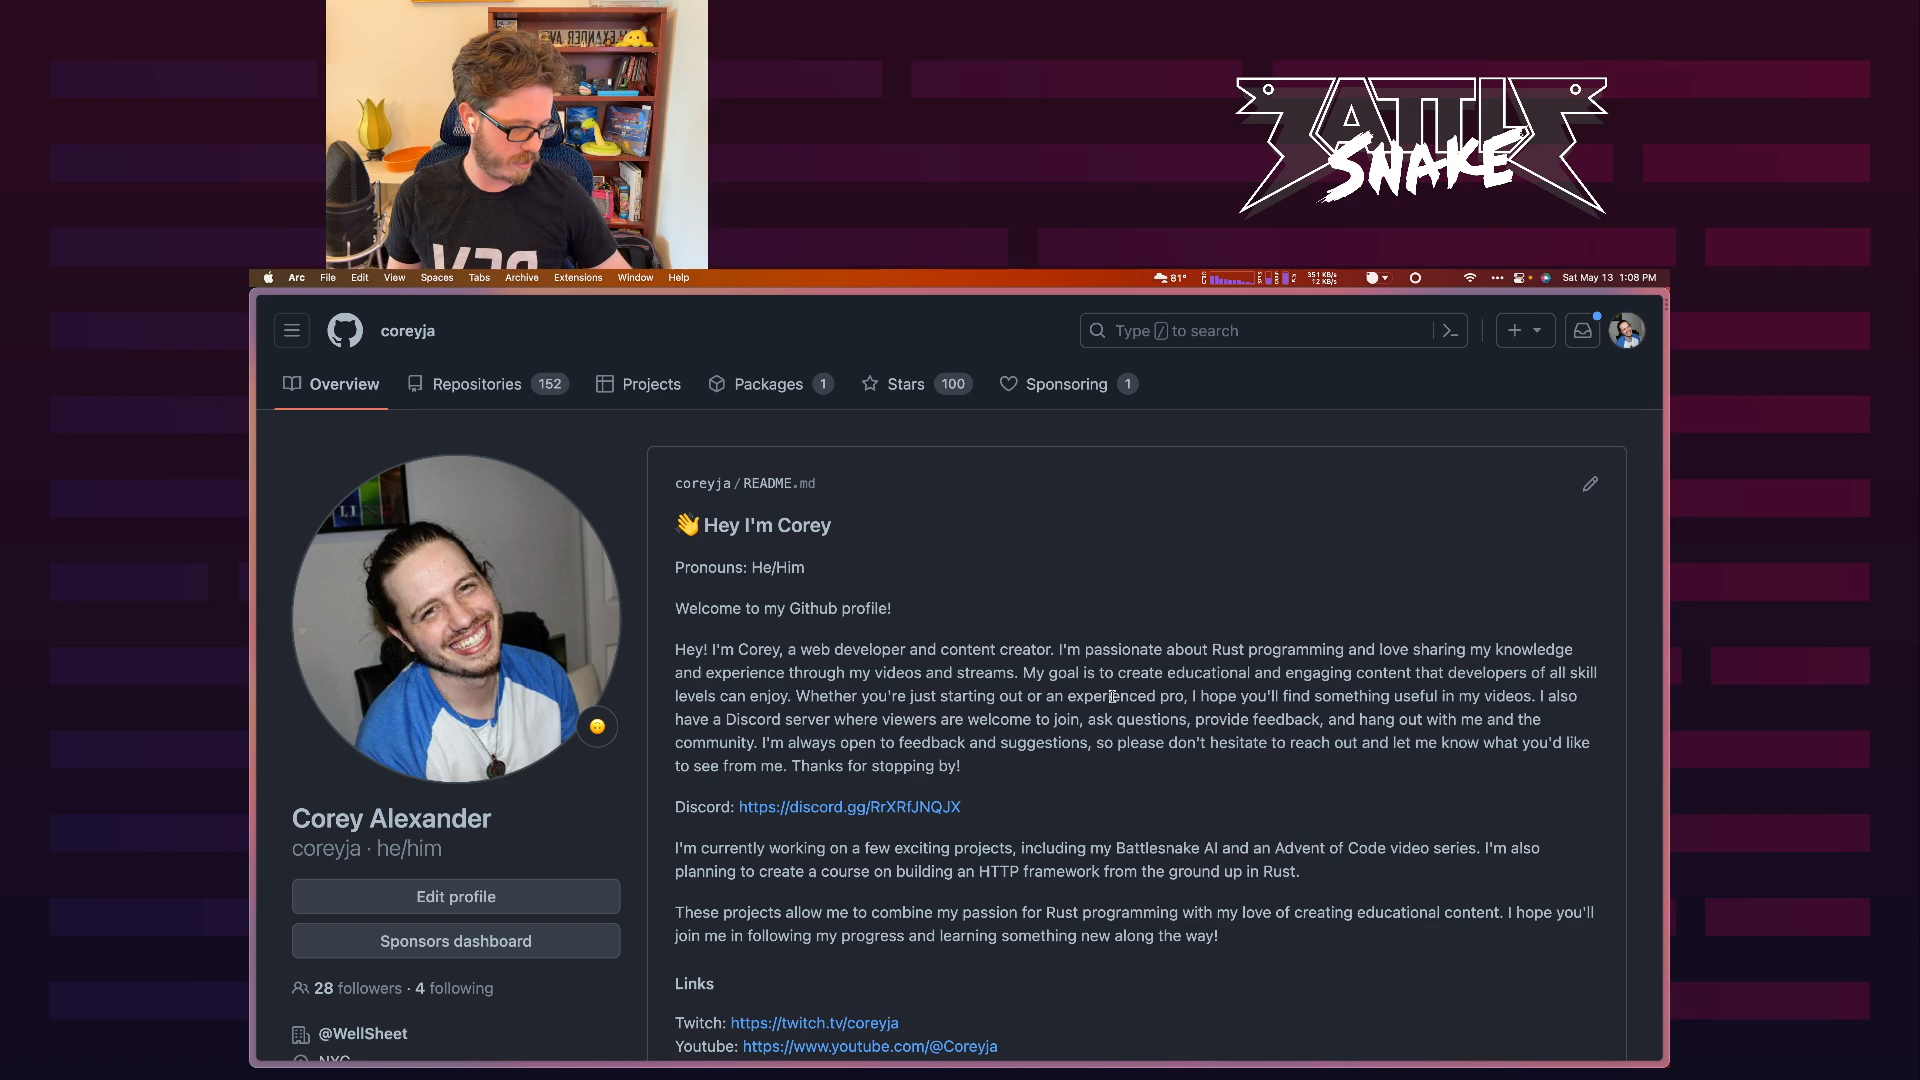 BATTLE
SNAKE
Arc File Edit View Spaces Tabs Archive Extensions Window Help
81° 351 KB/s 12 KB/s Sat May 13 1:08 PM
coreyja
Type / to search
Overview Repositories 152 Projects Packages 1 Stars 100 Sponsoring 1
coreyja/README.md
👋 Hey I'm Corey
Pronouns: He/Him
Welcome to my Github profile!
Hey! I'm Corey, a web developer and content creator. I'm passionate about Rust programming and love sharing my knowledge
and experience through my videos and streams. My goal is to create educational and engaging content that developers of all skill
levels can enjoy. Whether you're just starting out or an experienced pro, I hope you'll find something useful in my videos. I also
have a Discord server where viewers are welcome to join, ask questions, provide feedback, and hang out with me and the
community. I'm always open to feedback and suggestions, so please don't hesitate to reach out and let me know what you'd like
to see from me. Thanks for stopping by!
Discord: https://discord.gg/RrXRfJNQJX
I'm currently working on a few exciting projects, including my Battlesnake AI and an Advent of Code video series. I'm also
planning to create a course on building an HTTP framework from the ground up in Rust.
These projects allow me to combine my passion for Rust programming with my love of creating educational content. I hope you'll
join me in following my progress and learning something new along the way!
Links
Twitch: https://twitch.tv/coreyja
Youtube: https://www.youtube.com/@Coreyja
Corey Alexander
coreyja · he/him
Edit profile
Sponsors dashboard
28 followers · 4 following
@WellSheet
NYC